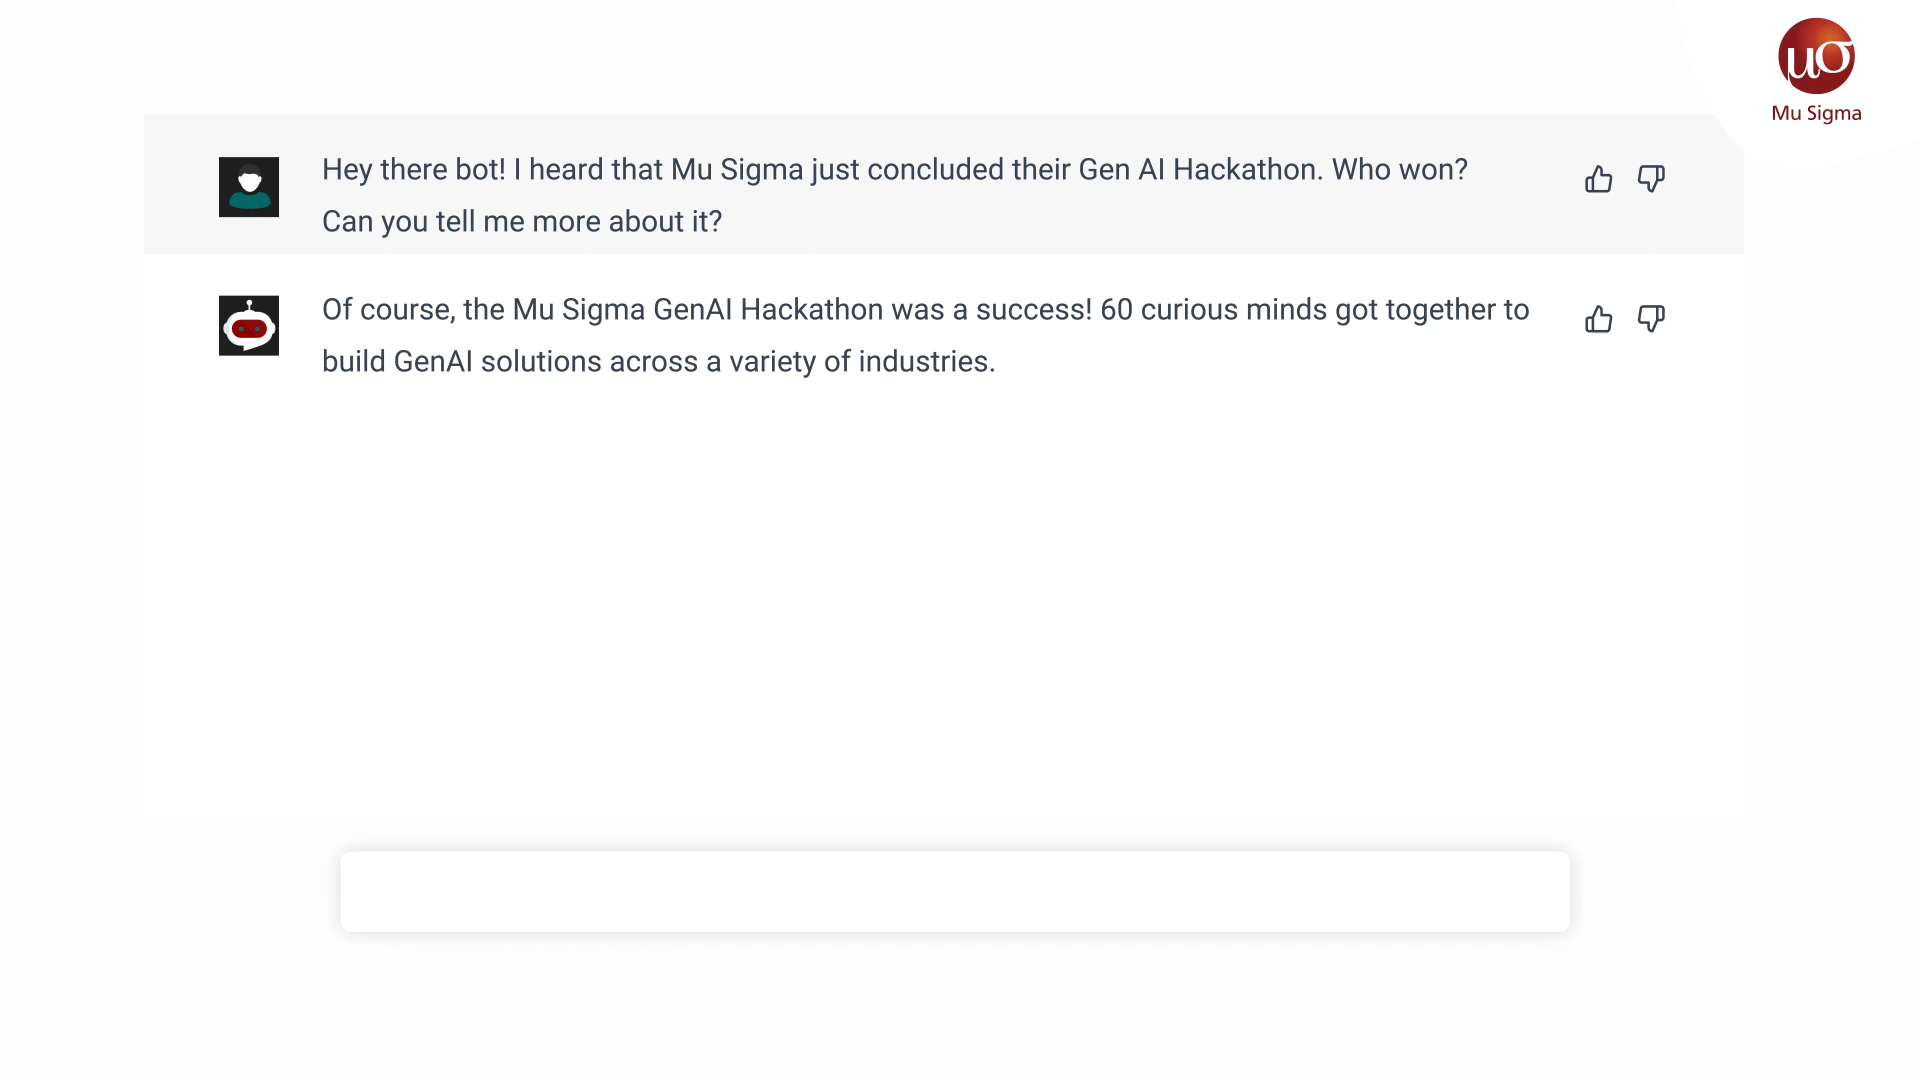 μσ
Mu Sigma
Hey there bot! I heard that Mu Sigma just concluded their Gen AI Hackathon. Who won?
Can you tell me more about it?
Of course, the Mu Sigma GenAI Hackathon was a success! 60 curious minds got together to
build GenAI solutions across a variety of industries.